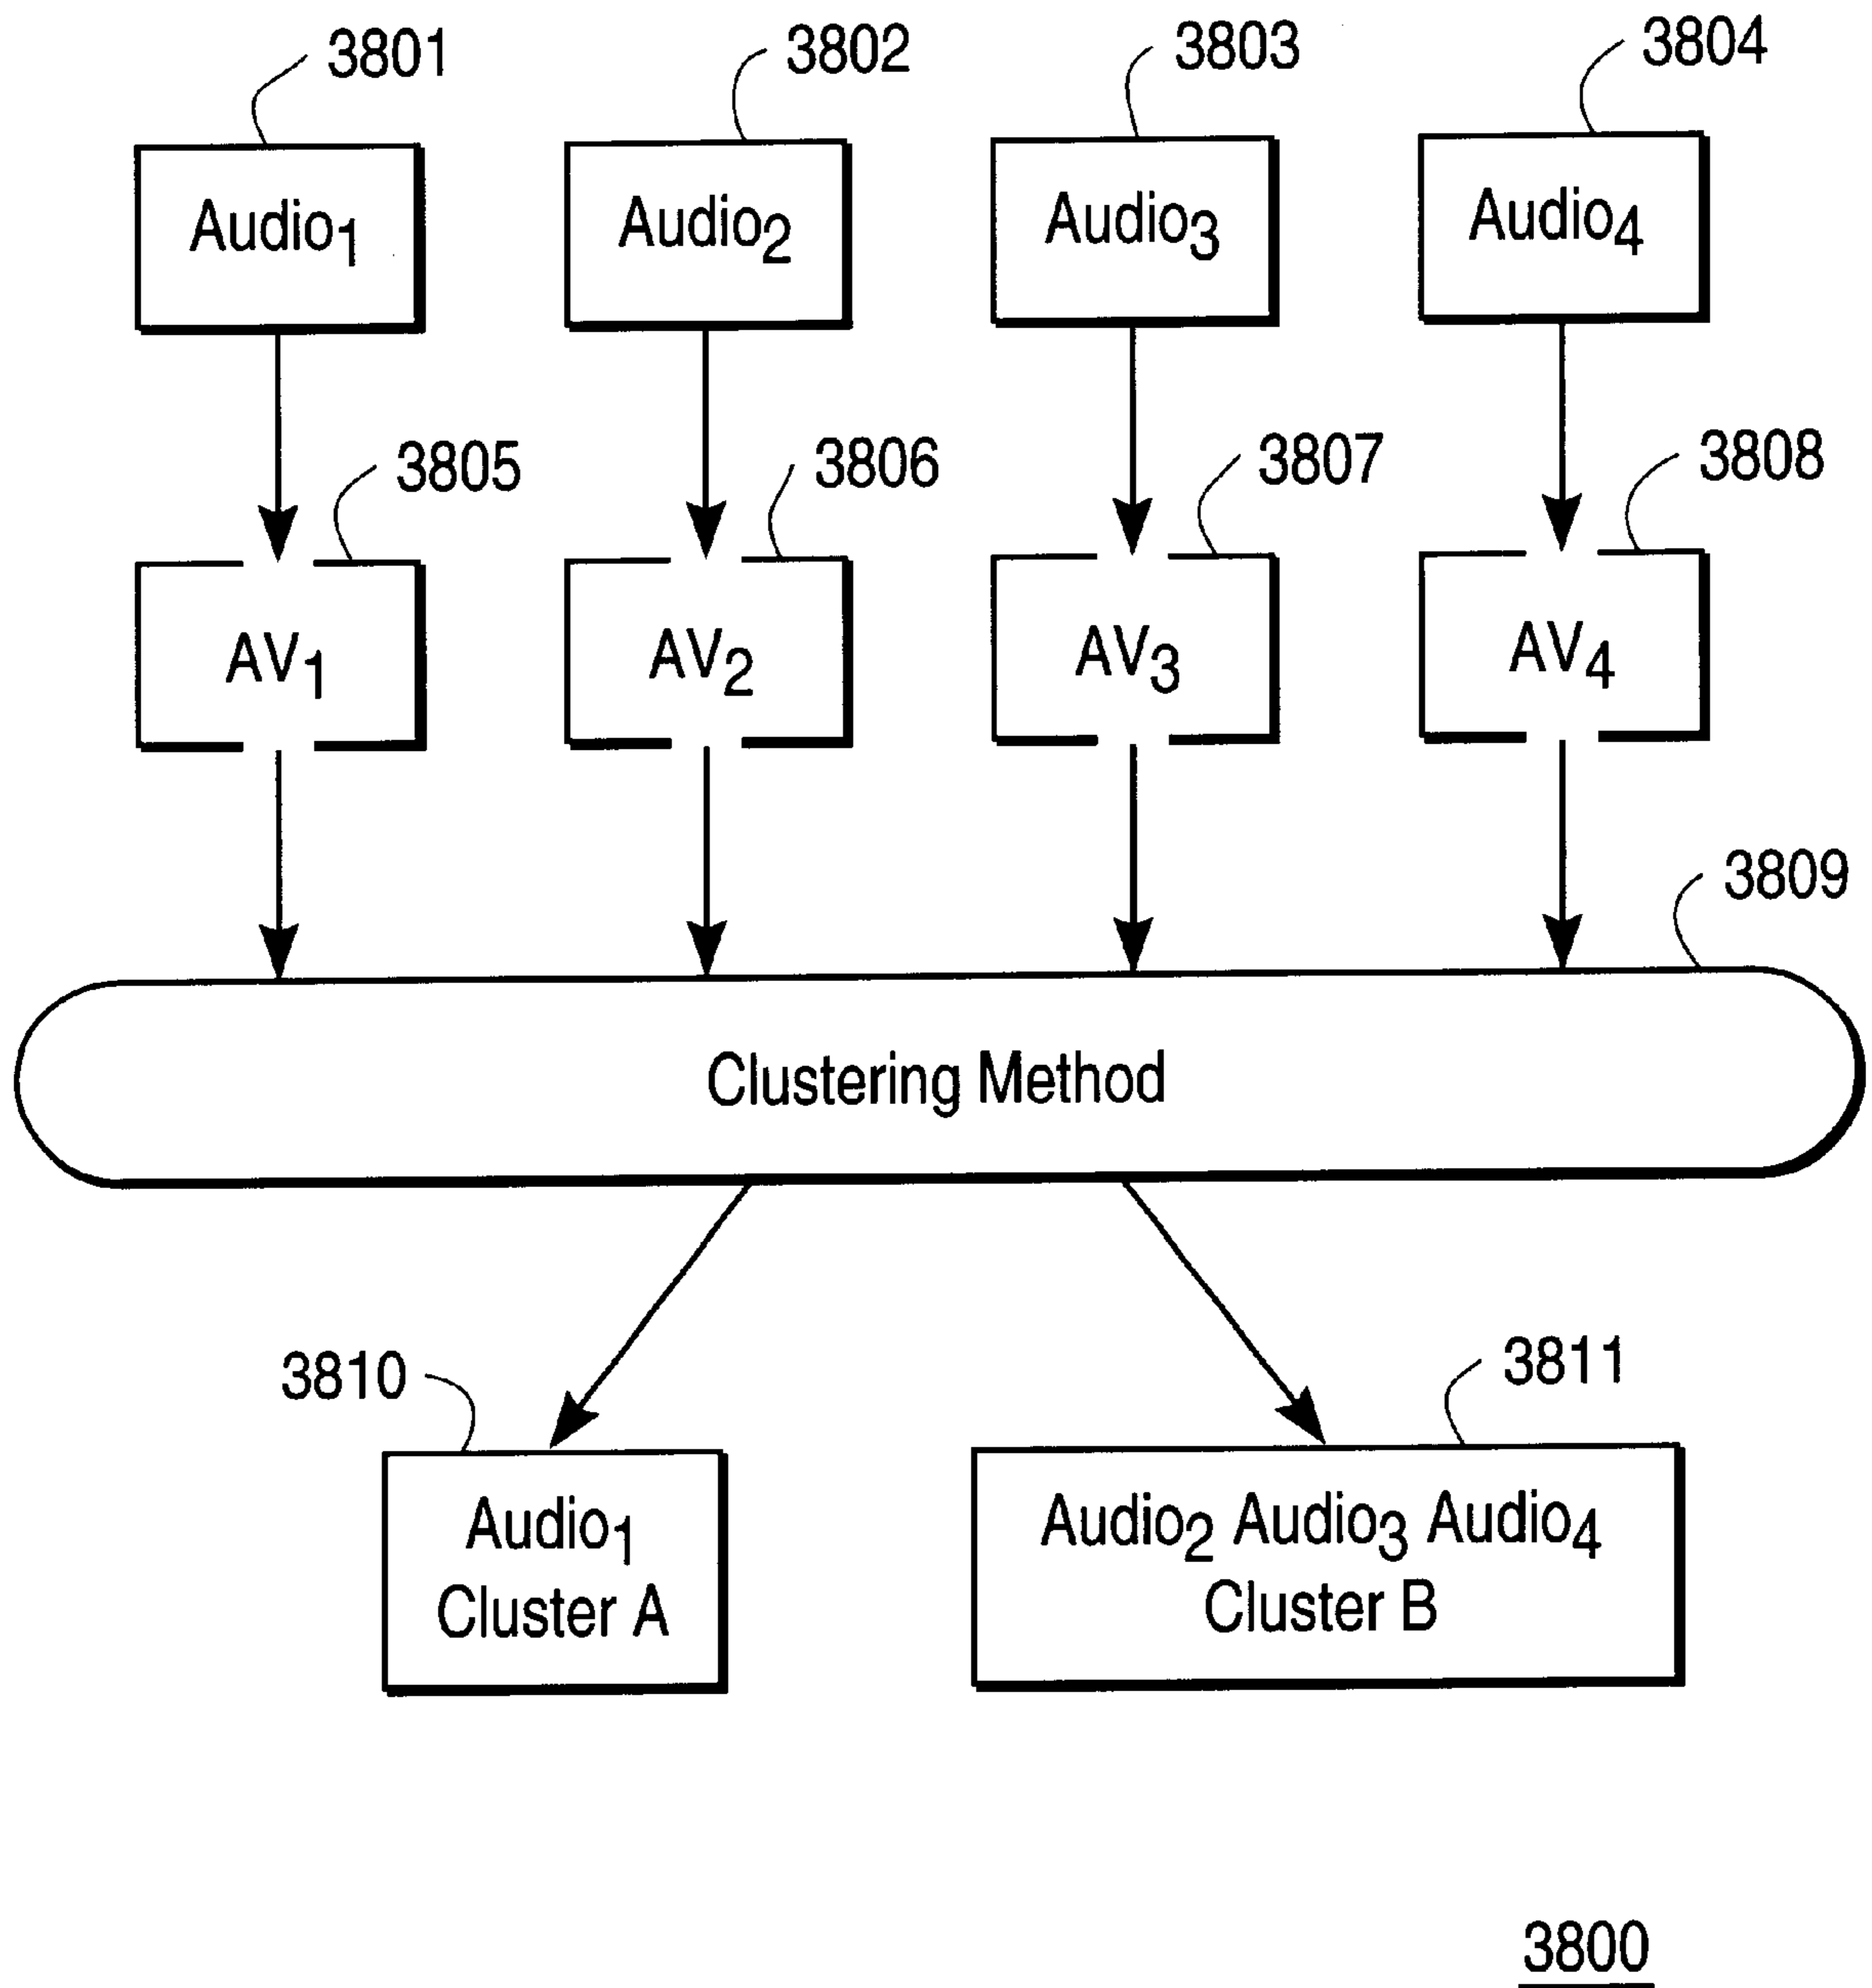 3801 3802 3803 3804
Audio1 Audio2 Audio3 Audio4
3805 3806 3807 3808
AV1 AV2 AV3 AV4
3809
Clustering Method
3810 3811
Audio1
Cluster A
Audio2 Audio3 Audio4
Cluster B
3800